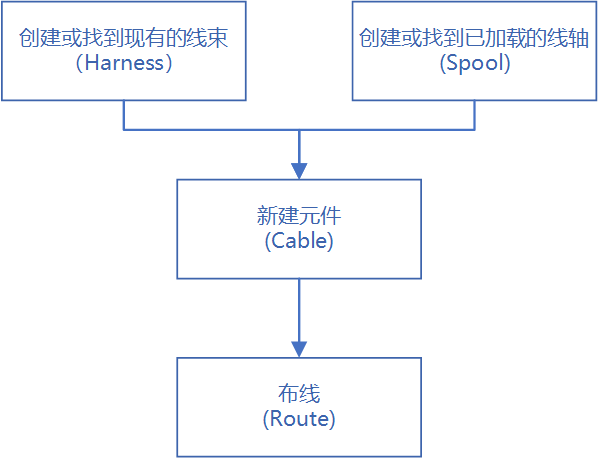 创建或找到现有的线束
（Harness）
创建或找到已加载的线轴
(Spool)
新建元件
(Cable)
布线
(Route)